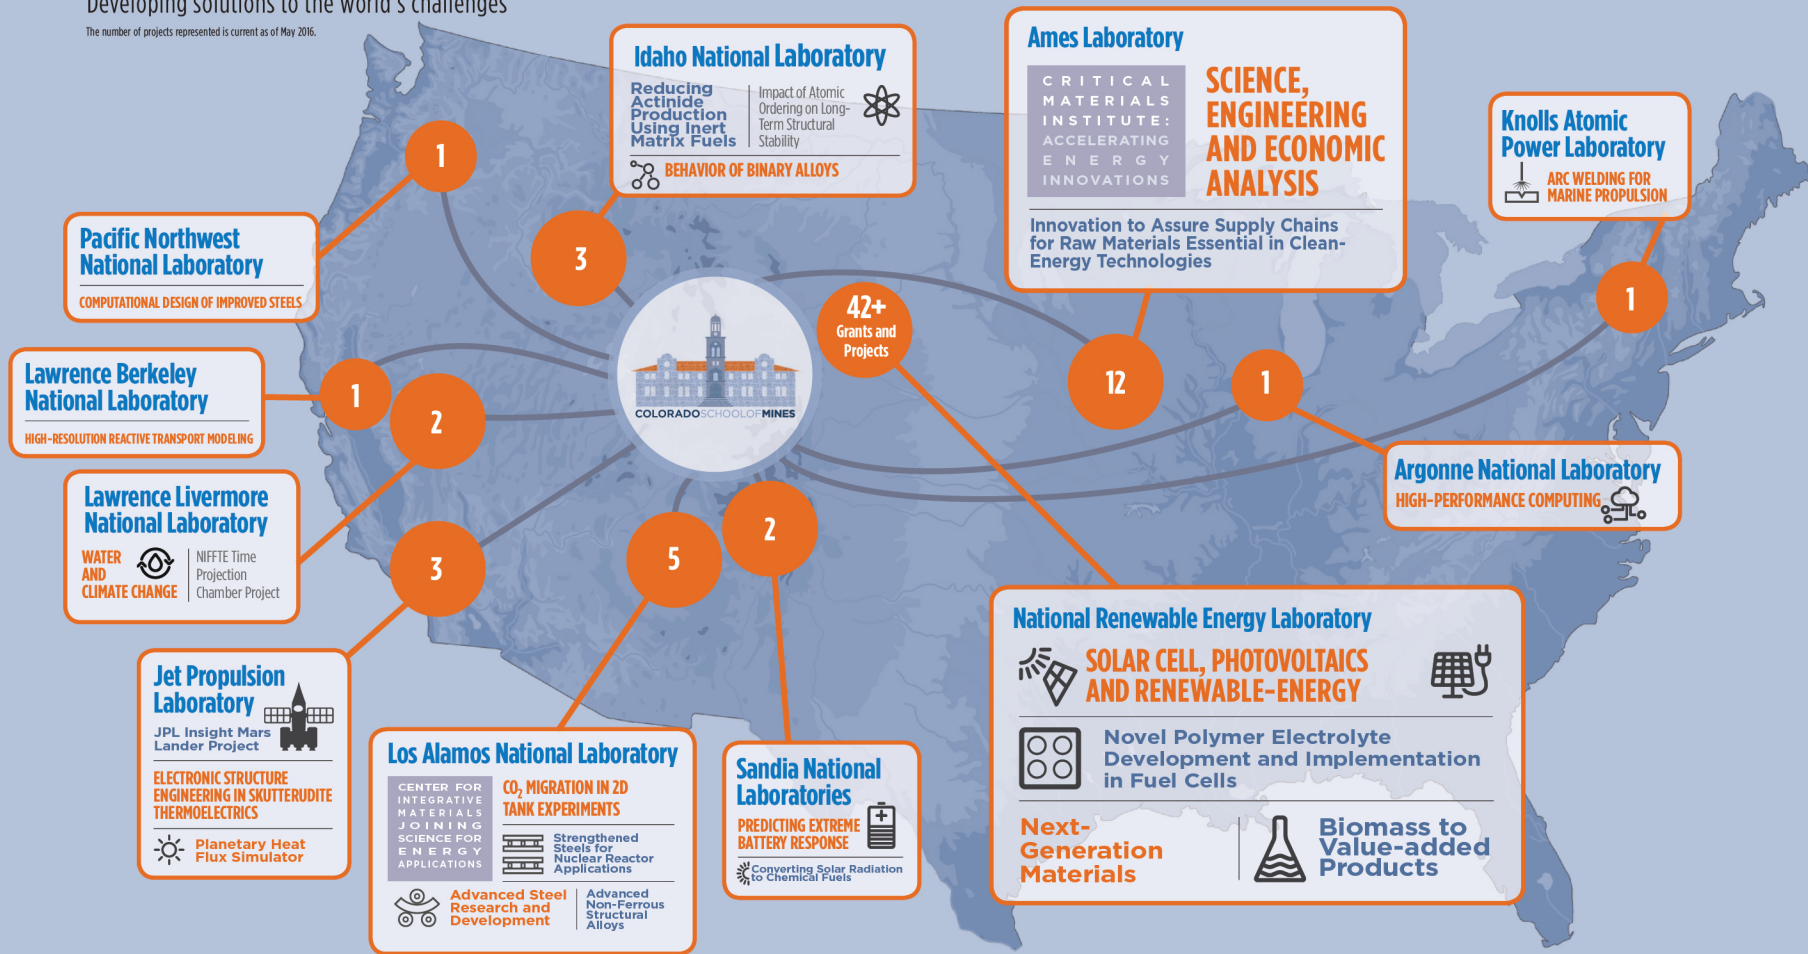 Developing solutions to the world's challenges
The number of projects represented is current as of May 2016.
Idaho National Laboratory
Reducing
Actinide
Production
Using Inert
Matrix Fuels
Impact of Atomic
Ordering on Long-
Term Structural
Stability
BEHAVIOR OF BINARY ALLOYS
Ames Laboratory
CRITICAL
MATERIALS
INSTITUTE:
ACCELERATING
ENERGY
INNOVATIONS
SCIENCE,
ENGINEERING
AND ECONOMIC
ANALYSIS
Innovation to Assure Supply Chains
for Raw Materials Essential in Clean-
Energy Technologies
Knolls Atomic
Power Laboratory
ARC WELDING FOR
MARINE PROPULSION
1
3
Pacific Northwest
National Laboratory
COMPUTATIONAL DESIGN OF IMPROVED STEELS
42+
Grants and
Projects
1
12
1
Lawrence Berkeley
National Laboratory
HIGH-RESOLUTION REACTIVE TRANSPORT MODELING
1
2
COLORADOSCHOOLOFMINES
Argonne National Laboratory
HIGH-PERFORMANCE COMPUTING
Lawrence Livermore
National Laboratory
WATER
AND
CLIMATE CHANGE
NIFFTE Time
Projection
Chamber Project
3
5
2
Jet Propulsion
Laboratory
JPL Insight Mars
Lander Project
ELECTRONIC STRUCTURE
ENGINEERING IN SKUTTERUDITE
THERMOELECTRICS
Planetary Heat
Flux Simulator
Los Alamos National Laboratory
CENTER FOR
INTEGRATIVE
MATERIALS
JOINING
SCIENCE FOR
ENERGY
APPLICATIONS
CO₂ MIGRATION IN 2D
TANK EXPERIMENTS
Strengthened
Steels for
Nuclear Reactor
Applications
Advanced Steel
Research and
Development
Advanced
Non-Ferrous
Structural
Alloys
Sandia National
Laboratories
PREDICTING EXTREME
BATTERY RESPONSE
Converting Solar Radiation
to Chemical Fuels
National Renewable Energy Laboratory
SOLAR CELL, PHOTOVOLTAICS
AND RENEWABLE-ENERGY
Novel Polymer Electrolyte
Development and Implementation
in Fuel Cells
Next-
Generation
Materials
Biomass to
Value-added
Products